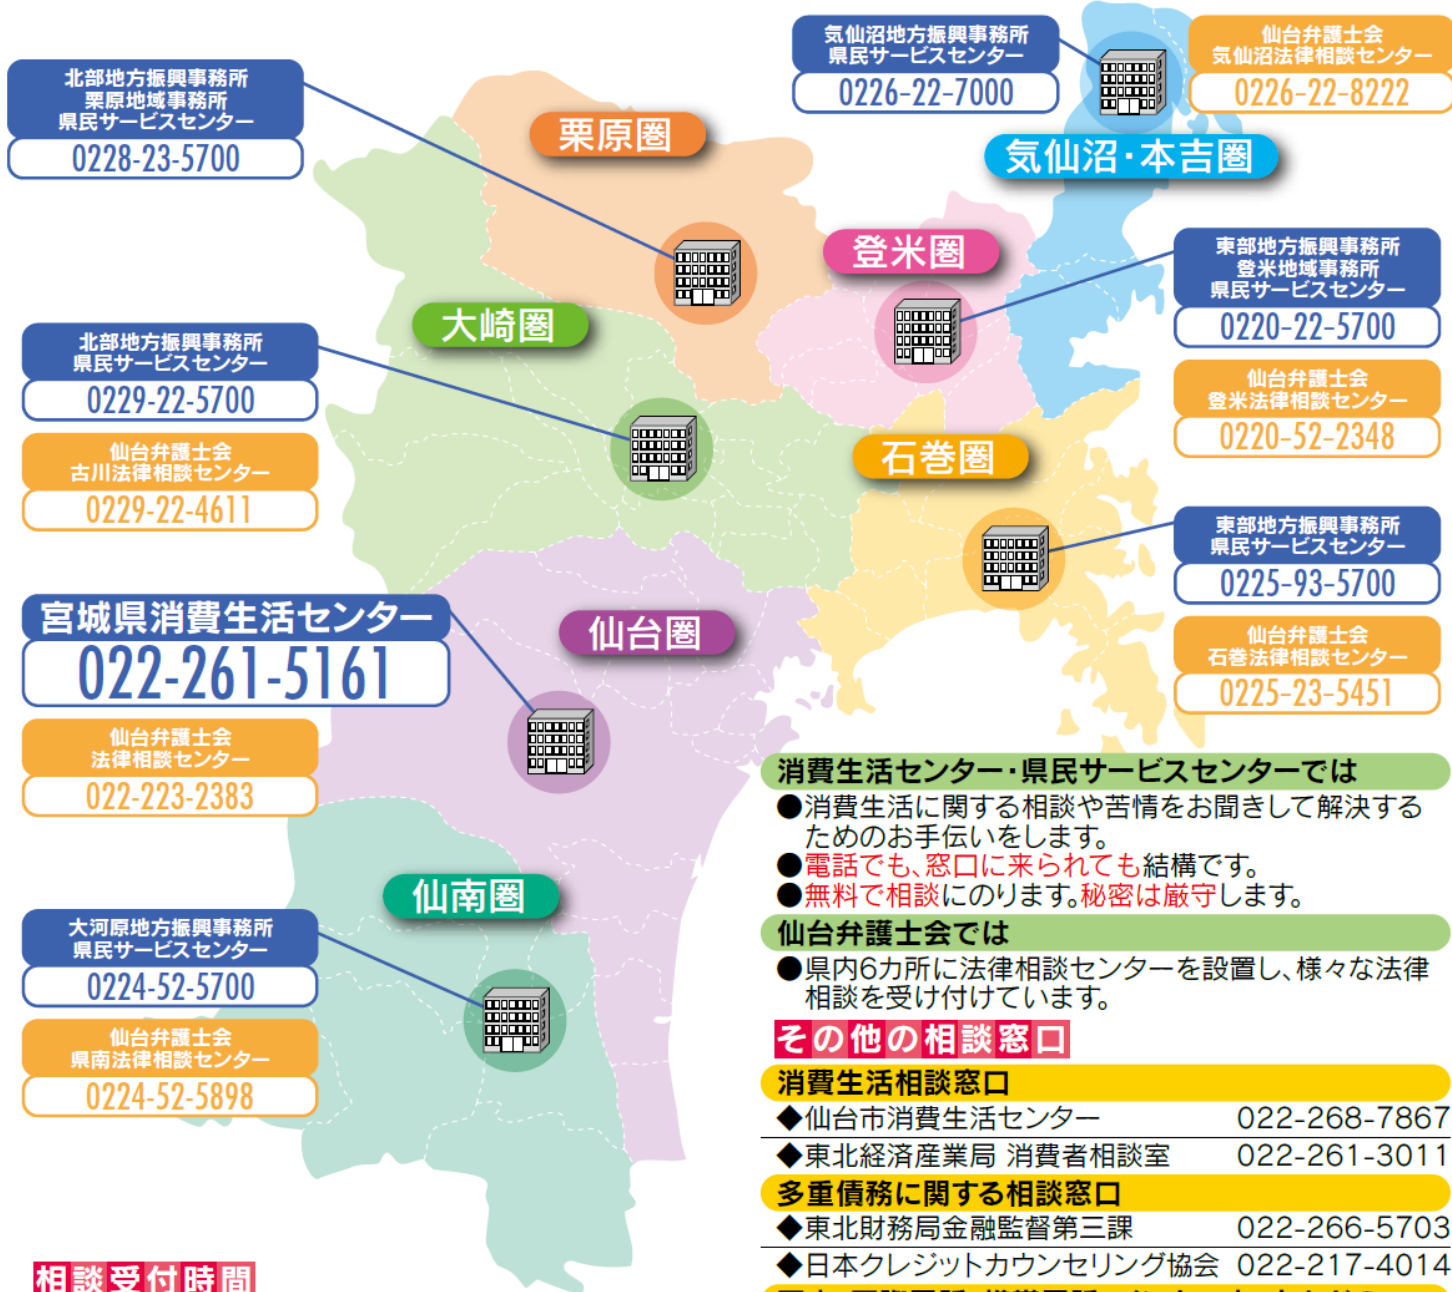 気仙沼地方振興事務所
県民サービスセンター
0226-22-7000
仙台弁護士会
気仙沼法律相談センター
0226-22-8222
北部地方振興事務所
栗原地域事務所
県民サービスセンター
0228-23-5700
栗原圏
気仙沼・本吉圏
登米圏
東部地方振興事務所
登米地域事務所
県民サービスセンター
0220-22-5700
大崎圏
北部地方振興事務所
県民サービスセンター
0229-22-5700
仙台弁護士会
登米法律相談センター
0220-52-2348
仙台弁護士会
古川法律相談センター
0229-22-4611
石巻圏
東部地方振興事務所
県民サービスセンター
0225-93-5700
宮城県消費生活センター
022-261-5161
仙台圏
仙台弁護士会
石巻法律相談センター
0225-23-5451
仙台弁護士会
法律相談センター
022-223-2383
仙南圏
大河原地方振興事務所
県民サービスセンター
0224-52-5700
仙台弁護士会
県南法律相談センター
0224-52-5898
消費生活センター・県民サービスセンターでは
●消費生活に関する相談や苦情をお聞きして解決する
ためのお手伝いをします。
●電話でも、窓口に来られても結構です。
●無料で相談にのります。秘密は厳守します。
仙台弁護士会では
●県内6カ所に法律相談センターを設置し、様々な法律
相談を受け付けています。
その他の相談窓口
消費生活相談窓口
◆仙台市消費生活センター 022-268-7867
◆東北経済産業局 消費者相談室 022-261-3011
多重債務に関する相談窓口
◆東北財務局金融監督第三課 022-266-5703
◆日本クレジットカウンセリング協会 022-217-4014
相談受付時間